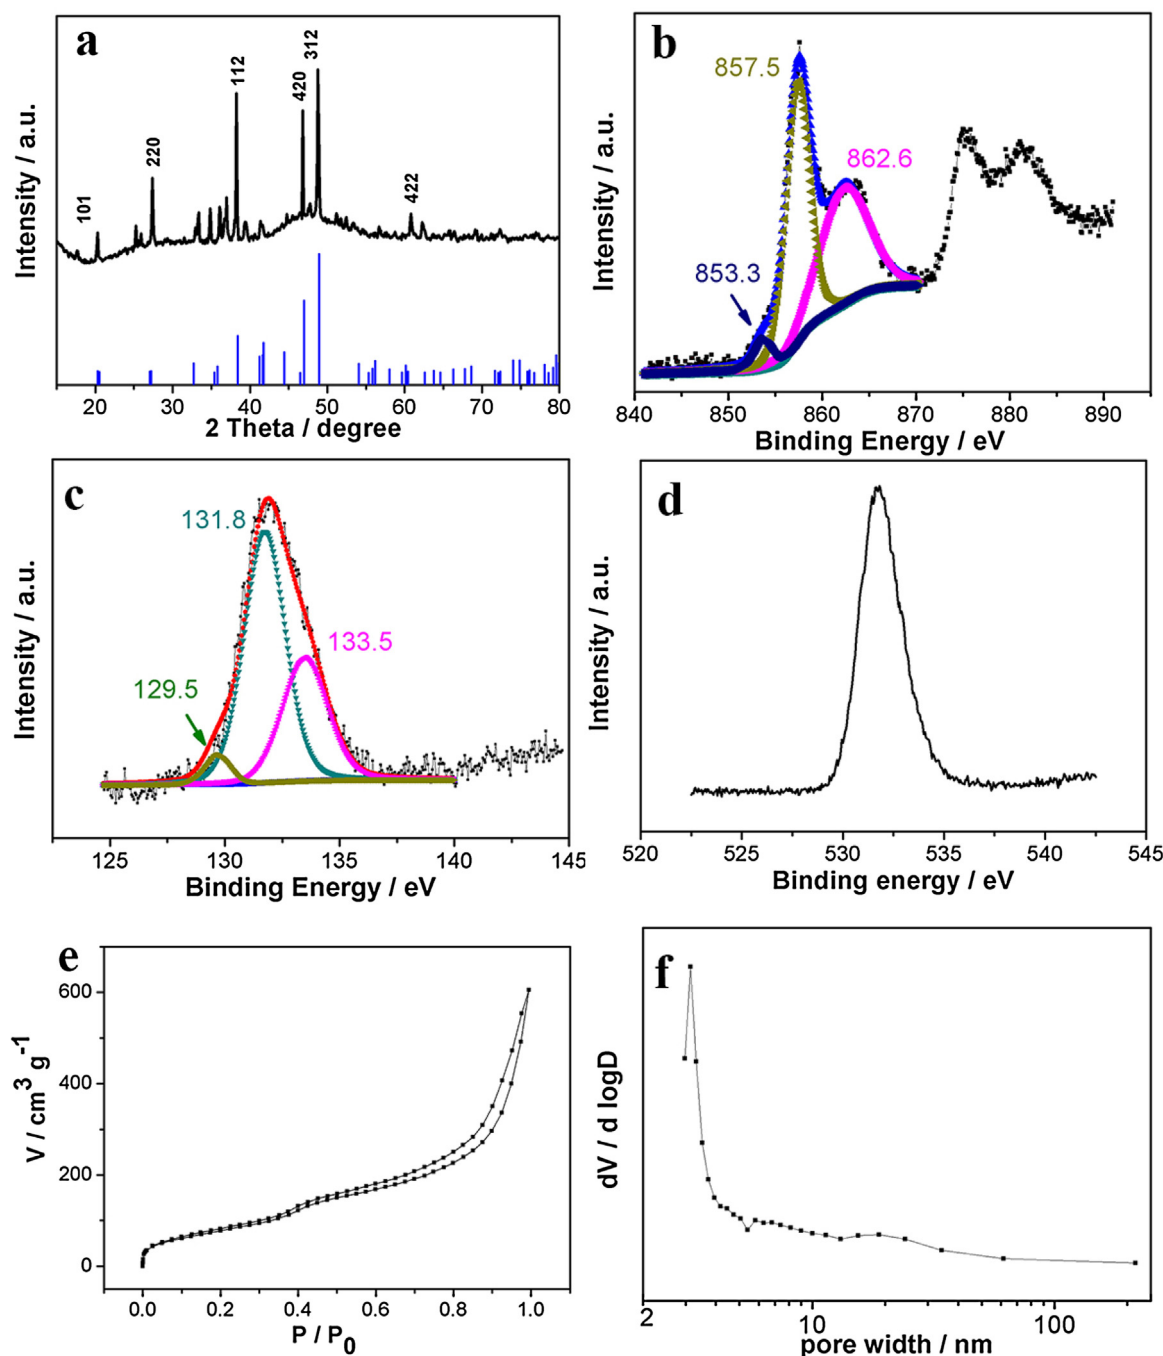 a
101
220
112
420
312
422
Intensity / a.u.
20 30 40 50 60 70 80
2 Theta / degree
b
857.5
862.6
853.3
Intensity / a.u.
840 850 860 870 880 890
Binding Energy / eV
c
131.8
133.5
129.5
Intensity / a.u.
125 130 135 140 145
Binding Energy / eV
d
Intensity / a.u.
520 525 530 535 540 545
Binding energy / eV
e
V / cm³ g⁻¹
600
400
200
0
0.0 0.2 0.4 0.6 0.8 1.0
P / P₀
f
dV / d logD
2 10 100
pore width / nm